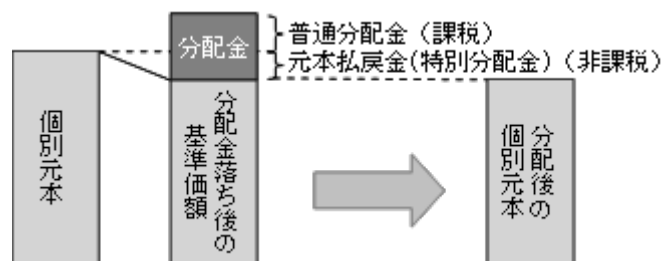 分配金
普通分配金（課税）
元本払戻金(特別分配金)（非課税）
個別元本
分配金落ち後の
基準価額
分配後の
個別元本